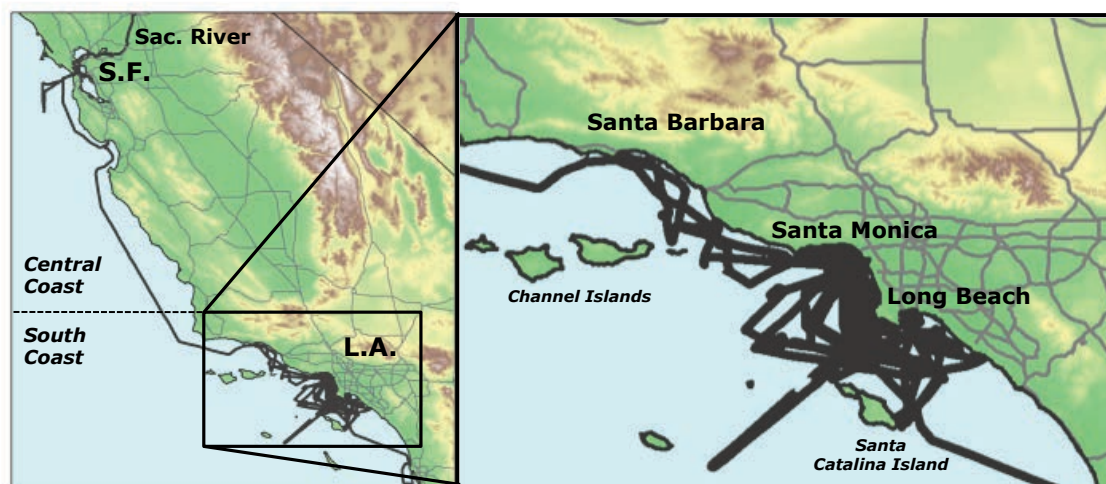 Sac. River
S.F.
Central
Coast
South
Coast
L.A.
Santa Barbara
Santa Monica
Long Beach
Channel Islands
Santa
Catalina Island